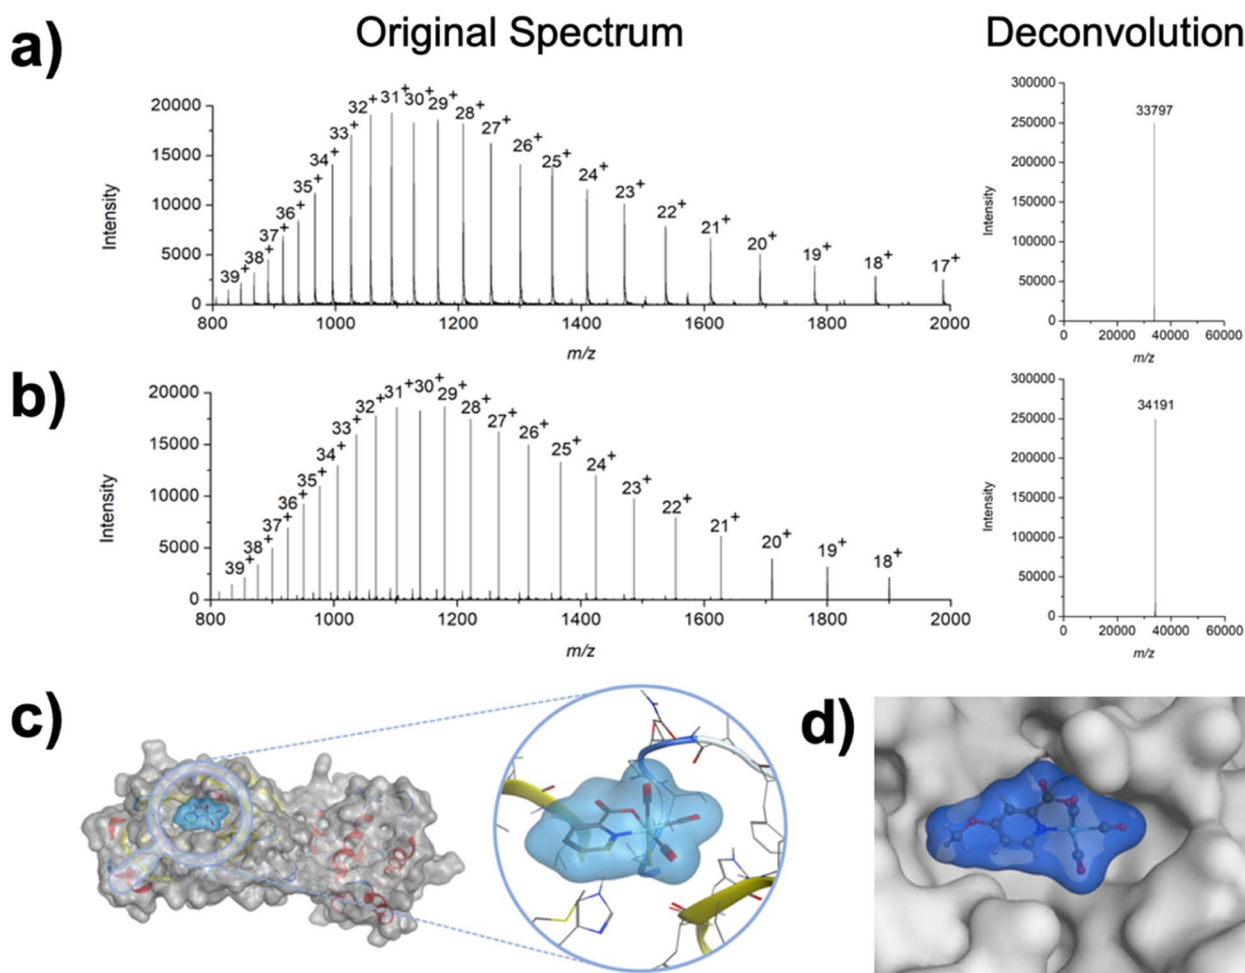 a)
Original Spectrum
Deconvolution
Intensity
20000
15000
10000
5000
0
39+ 38+ 37+ 36+ 35+ 34+ 33+ 32+ 31+ 30+ 29+ 28+ 27+ 26+ 25+ 24+ 23+ 22+ 21+ 20+ 19+ 18+ 17+
800 1000 1200 1400 1600 1800 2000
m/z
Intensity
300000
250000
200000
150000
100000
50000
0
33797
0 20000 40000 60000
m/z
b)
Intensity
20000
15000
10000
5000
0
39+ 38+ 37+ 36+ 35+ 34+ 33+ 32+ 31+ 30+ 29+ 28+ 27+ 26+ 25+ 24+ 23+ 22+ 21+ 20+ 19+ 18+
800 1000 1200 1400 1600 1800 2000
m/z
Intensity
300000
250000
200000
150000
100000
50000
0
34191
0 20000 40000 60000
m/z
c)
d)